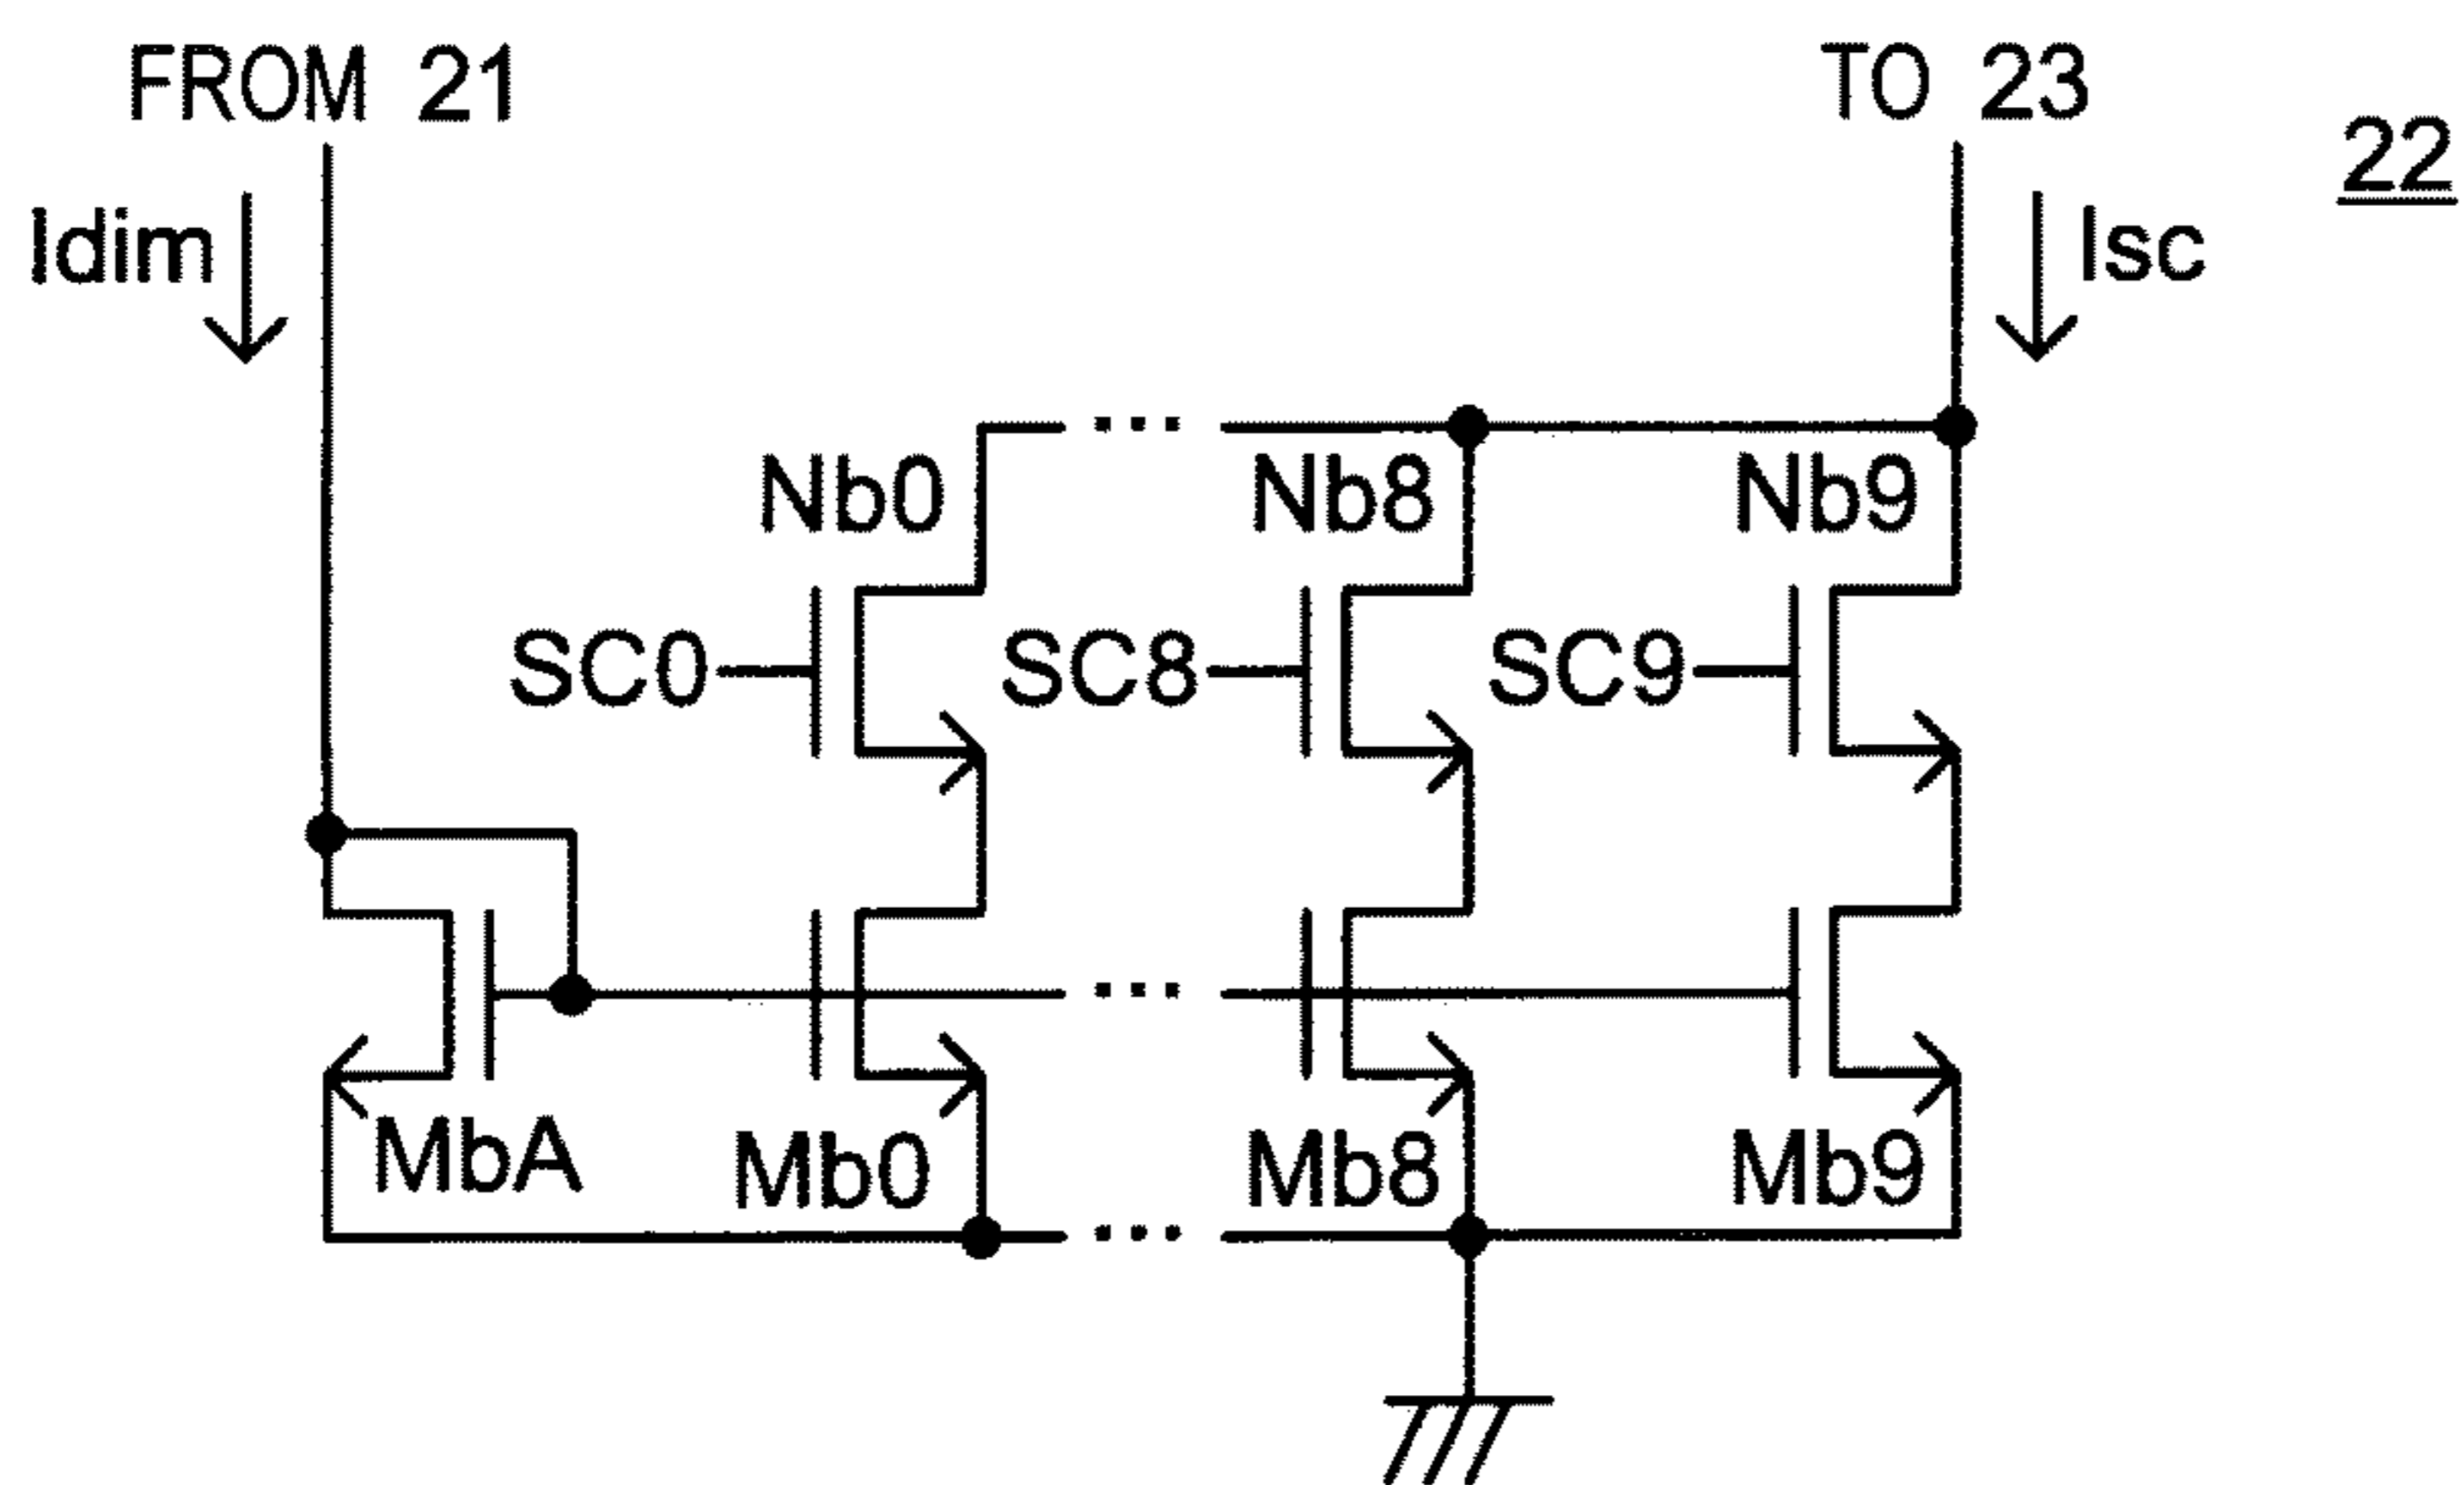 FROM 21
TO 23
22
Idim
Isc
Nb0
Nb8
Nb9
SC0
SC8
SC9
MbA
Mb0
Mb8
Mb9